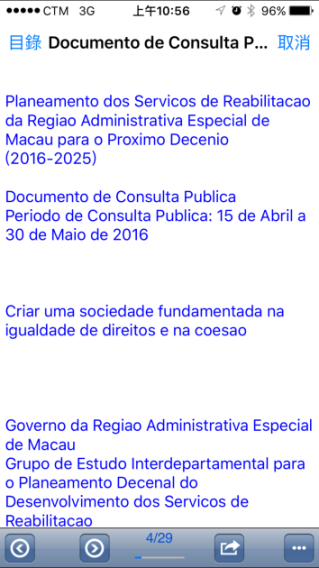 CTM 3G 上午10:56 96%
目錄 Documento de Consulta P... 取消
Planeamento dos Servicos de Reabilitacao
da Regiao Administrativa Especial de
Macau para o Proximo Decenio
(2016-2025)
Documento de Consulta Publica
Periodo de Consulta Publica: 15 de Abril a
30 de Maio de 2016
Criar uma sociedade fundamentada na
igualdade de direitos e na coesao
Governo da Regiao Administrativa Especial
de Macau
Grupo de Estudo Interdepartamental para
o Planeamento Decenal do
Desenvolvimento dos Servicos de
Reabilitacao
4/29